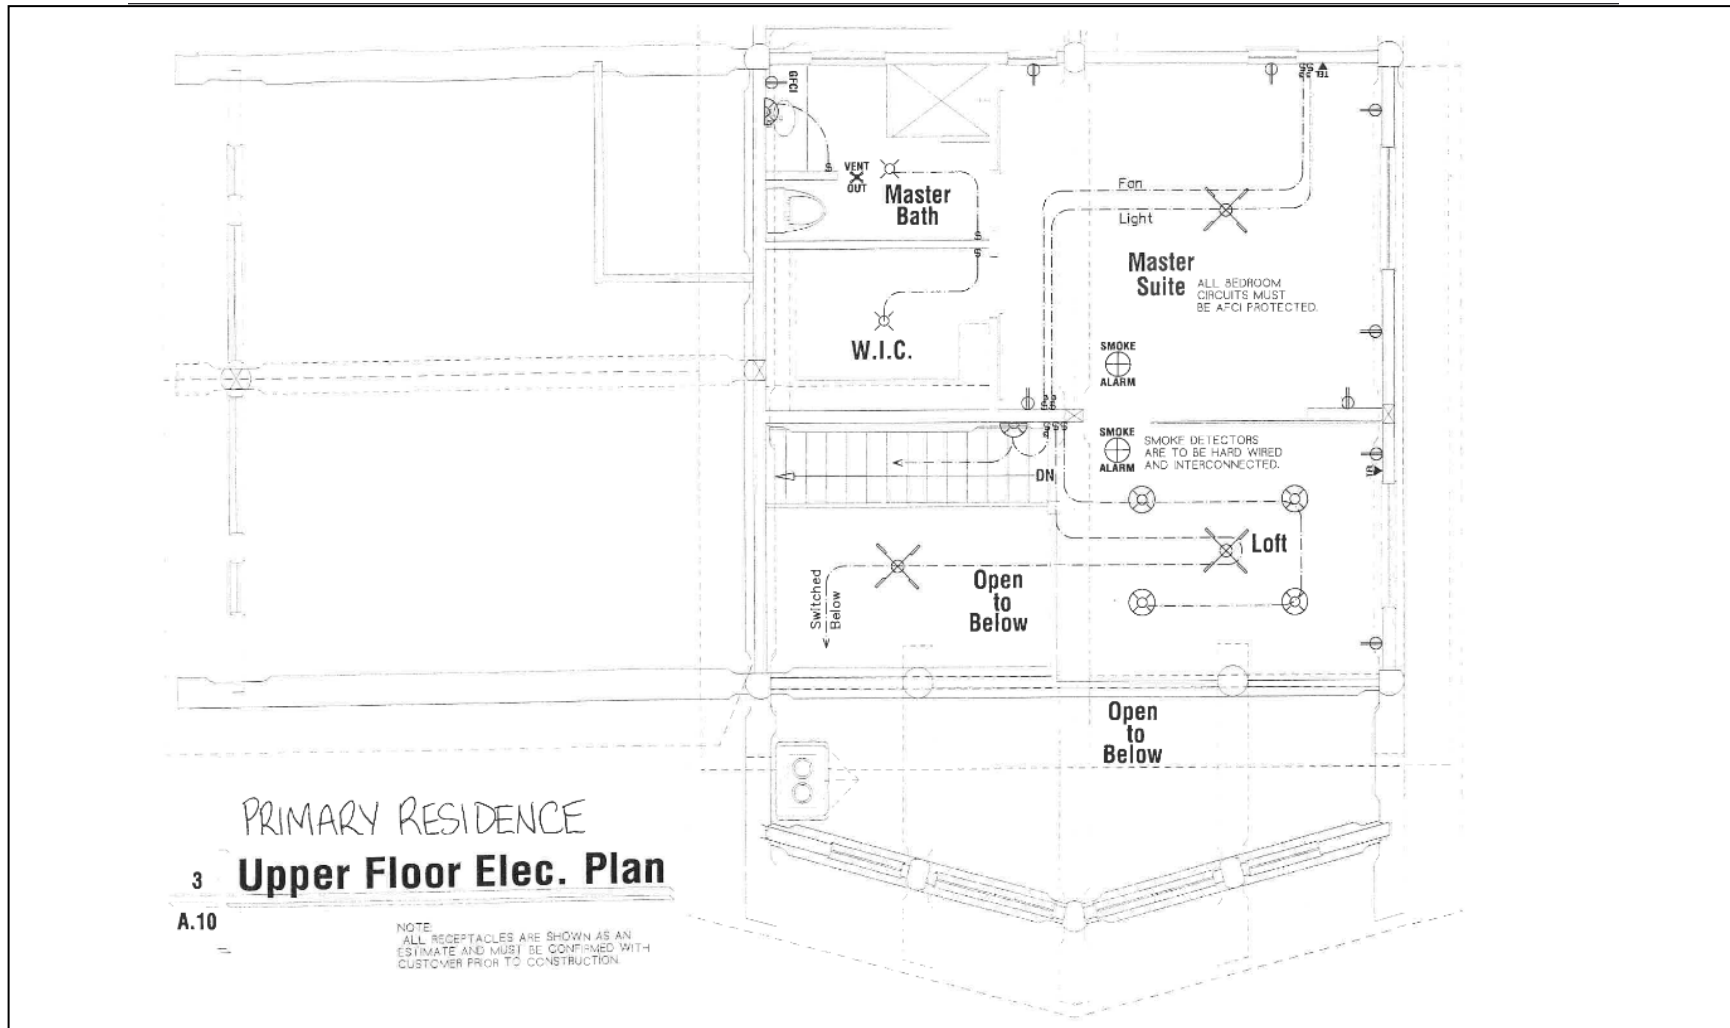 GFCI
TEL
S
VENT
OUT
Master
Bath
Fan
Light
S
S
Master
Suite
ALL BEDROOM
CIRCUITS MUST
BE AFCI PROTECTED.
W.I.C.
SMOKE
ALARM
SMOKE
ALARM
SMOKE DETECTORS
ARE TO BE HARD WIRED
AND INTERCONNECTED.
DN
Loft
Switched
Below
Open
to
Below
Open
to
Below
PRIMARY RESIDENCE
3
Upper Floor Elec. Plan
A.10
NOTE:
ALL RECEPTACLES ARE SHOWN AS AN
ESTIMATE AND MUST BE CONFIRMED WITH
CUSTOMER PRIOR TO CONSTRUCTION.